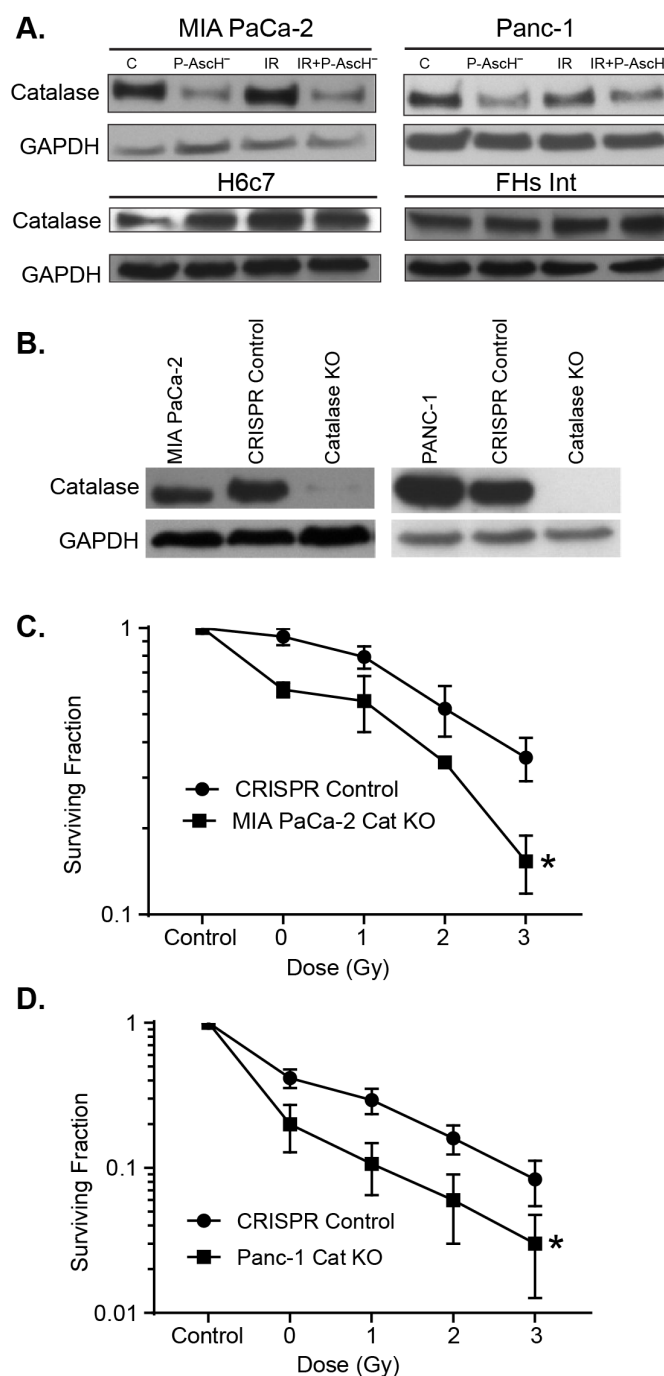 A.
MIA PaCa-2 Panc-1
C P-AscH⁻ IR IR+P-AscH⁻ C P-AscH⁻ IR IR+P-AscH
Catalase
GAPDH
H6c7 FHs Int
Catalase
GAPDH
B.
MIA PaCa-2
CRISPR Control
Catalase KO
PANC-1
CRISPR Control
Catalase KO
Catalase
GAPDH
C.
1
0.1
Surviving Fraction
CRISPR Control
MIA PaCa-2 Cat KO
*
Control 0 1 2 3
Dose (Gy)
D.
1
0.1
0.01
Surviving Fraction
CRISPR Control
Panc-1 Cat KO
*
Control 0 1 2 3
Dose (Gy)